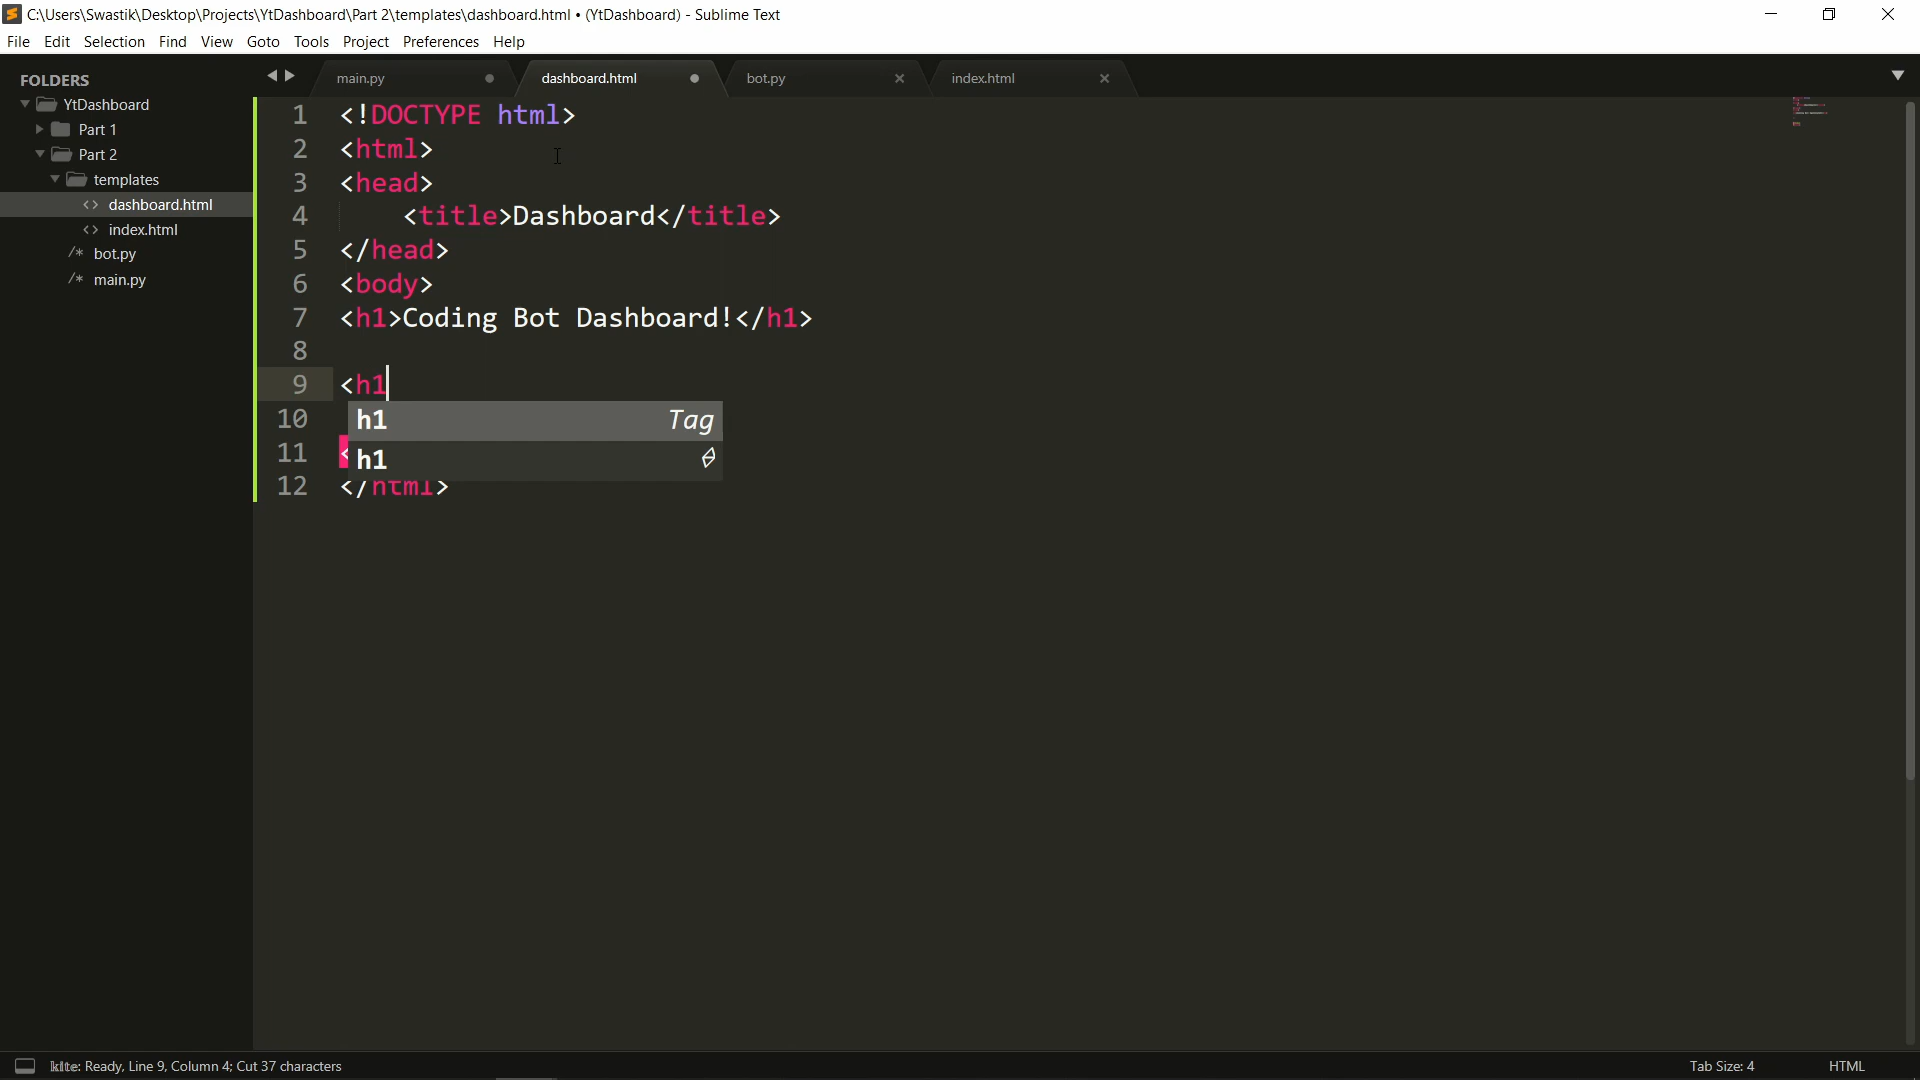 C:\Users\Swastik\Desktop\Projects\YtDashboard\Part 2\templates\dashboard.html • (YtDashboard) - Sublime Text
File Edit Selection Find View Goto Tools Project Preferences Help
FOLDERS
YtDashboard
Part 1
Part 2
templates
<> dashboard.html
<> index.html
/* bot.py
/* main.py
main.py dashboard.html bot.py index.html
1 <!DOCTYPE html>
2 <html>
3 <head>
4 <title>Dashboard</title>
5 </head>
6 <body>
7 <h1>Coding Bot Dashboard!</h1>
8
9 <h1
10
h1 Tag
11 <
h1
12 </html>
kite: Ready, Line 9, Column 4; Cut 37 characters
Tab Size: 4 HTML